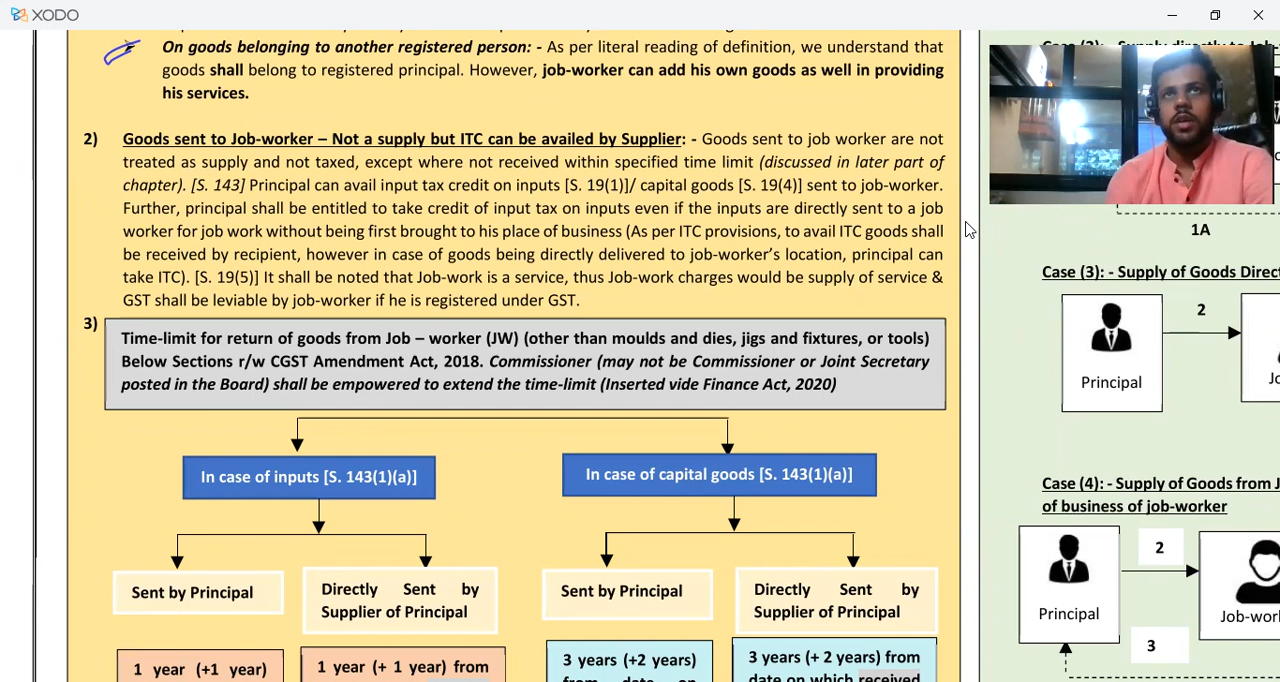 XODO
On goods belonging to another registered person: - As per literal reading of definition, we understand that
goods shall belong to registered principal. However, job-worker can add his own goods as well in providing
his services.
2) Goods sent to Job-worker – Not a supply but ITC can be availed by Supplier: - Goods sent to job worker are not
treated as supply and not taxed, except where not received within specified time limit (discussed in later part of
chapter). [S. 143] Principal can avail input tax credit on inputs [S. 19(1)]/ capital goods [S. 19(4)] sent to job-worker.
Further, principal shall be entitled to take credit of input tax on inputs even if the inputs are directly sent to a job
worker for job work without being first brought to his place of business (As per ITC provisions, to avail ITC goods shall
be received by recipient, however in case of goods being directly delivered to job-worker's location, principal can
take ITC). [S. 19(5)] It shall be noted that Job-work is a service, thus Job-work charges would be supply of service &
GST shall be leviable by job-worker if he is registered under GST.
3)
Time-limit for return of goods from Job – worker (JW) (other than moulds and dies, jigs and fixtures, or tools)
Below Sections r/w CGST Amendment Act, 2018. Commissioner (may not be Commissioner or Joint Secretary
posted in the Board) shall be empowered to extend the time-limit (Inserted vide Finance Act, 2020)
In case of inputs [S. 143(1)(a)]
In case of capital goods [S. 143(1)(a)]
Sent by Principal
Directly Sent by
Supplier of Principal
Sent by Principal
Directly Sent by
Supplier of Principal
1 year (+1 year)
1 year (+ 1 year) from
3 years (+2 years)
from date on
3 years (+ 2 years) from
date on which received
1A
Case (3): - Supply of Goods Direc
2
Principal
Jo
Case (4): - Supply of Goods from J
of business of job-worker
2
Principal
Job-wor
3